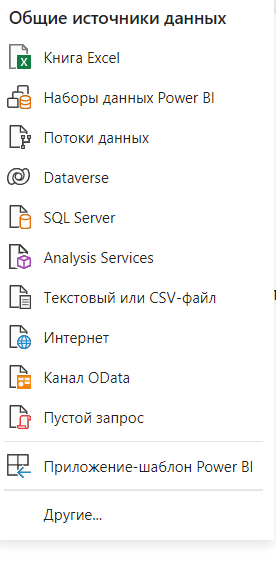 Общие источники данных
Книга Excel
Наборы данных Power BI
Потоки данных
Dataverse
SQL Server
Analysis Services
Текстовый или CSV-файл
Интернет
Канал OData
Пустой запрос
Приложение-шаблон Power BI
Другие...